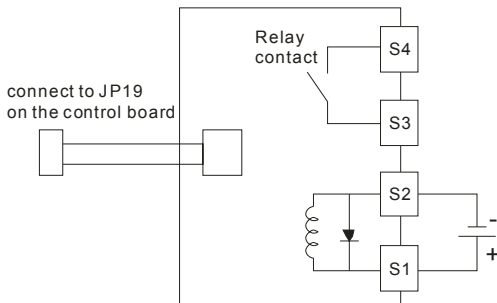 Relay
contact
S4
connect to JP19
on the control board
S3
S2
-
+
S1